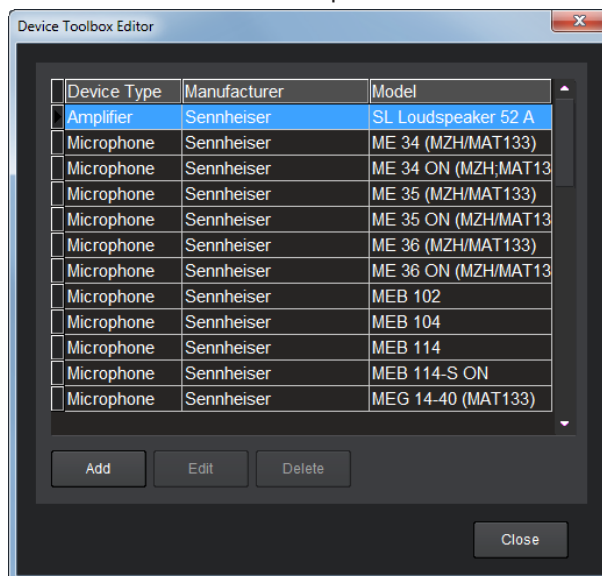 Device Toolbox Editor
Device Type Manufacturer Model
Amplifier Sennheiser SL Loudspeaker 52 A
Microphone Sennheiser ME 34 (MZH/MAT133)
Microphone Sennheiser ME 34 ON (MZH;MAT13
Microphone Sennheiser ME 35 (MZH/MAT133)
Microphone Sennheiser ME 35 ON (MZH/MAT13
Microphone Sennheiser ME 36 (MZH/MAT133)
Microphone Sennheiser ME 36 ON (MZH/MAT13
Microphone Sennheiser MEB 102
Microphone Sennheiser MEB 104
Microphone Sennheiser MEB 114
Microphone Sennheiser MEB 114-S ON
Microphone Sennheiser MEG 14-40 (MAT133)
Add Edit Delete
Close